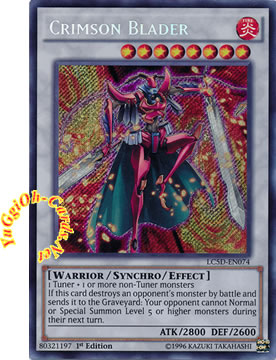 CRIMSON BLADER
炎
YuGgiOh-Cards.Net
LC5D-EN074
[WARRIOR / SYNCHRO / EFFECT]
1 Tuner + 1 or more non-Tuner monsters
If this card destroys an opponent's monster by battle and
sends it to the Graveyard: Your opponent cannot Normal
or Special Summon Level 5 or higher monsters during
their next turn.
ATK/2800 DEF/2600
80321197 1st Edition ©1996 KAZUKI TAKAHASHI